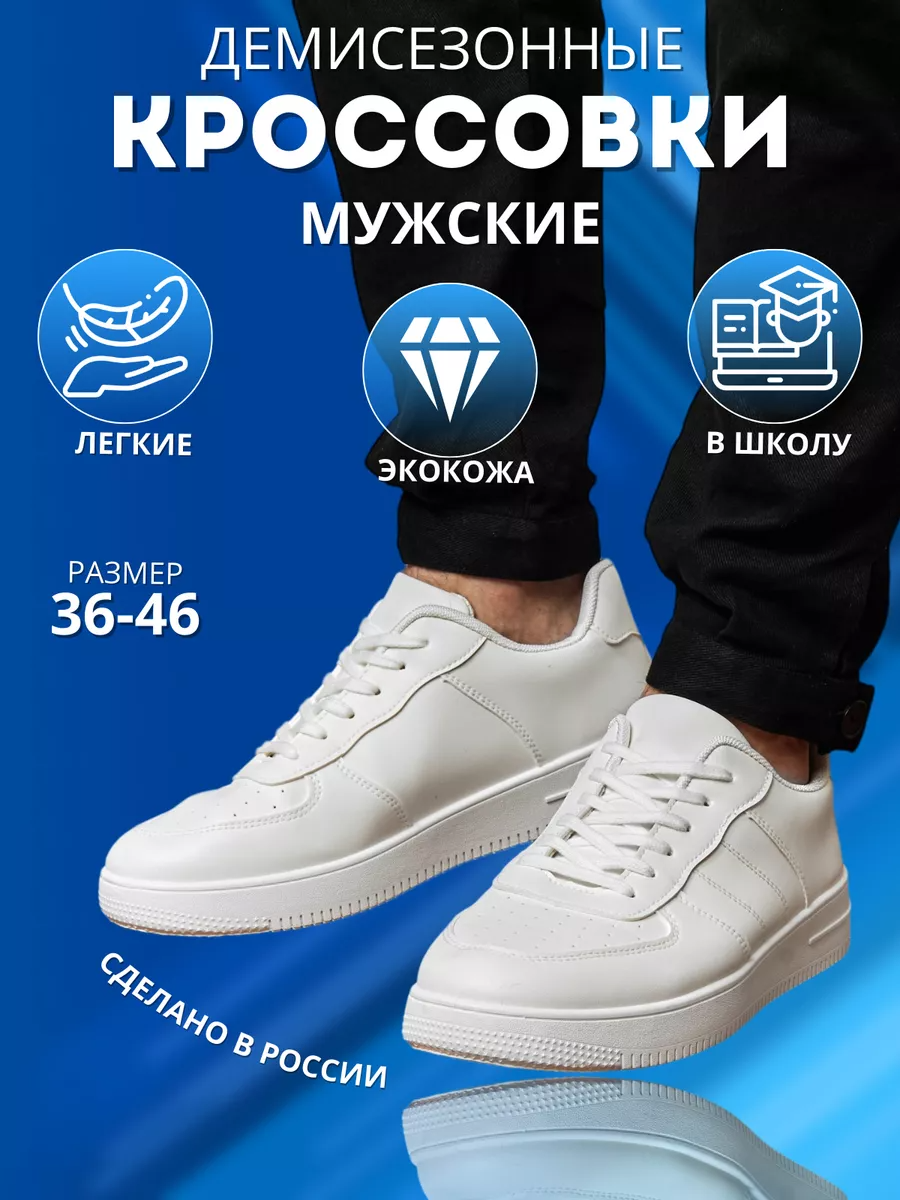 ДЕМИСЕЗОННЫЕ
КРОССОВКИ
МУЖСКИЕ
ЛЕГКИЕ
ЭКОКОЖА
В ШКОЛУ
РАЗМЕР
36-46
СДЕЛАНО В РОССИИ